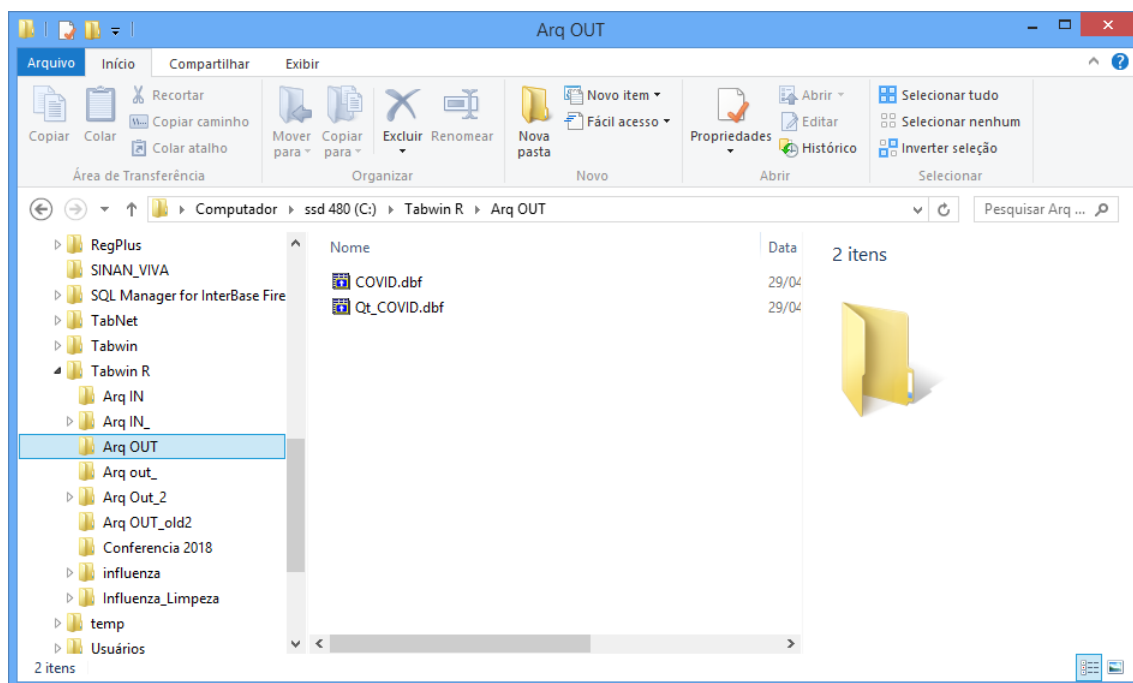 Arq OUT
Arquivo Início Compartilhar Exibir
Copiar
Colar
Recortar
Copiar caminho
Colar atalho
Área de Transferência
Mover para
Copiar para
Excluir
Renomear
Organizar
Nova pasta
Novo item
Fácil acesso
Novo
Propriedades
Abrir
Editar
Histórico
Abrir
Selecionar tudo
Selecionar nenhum
Inverter seleção
Selecionar
Computador ssd 480 (C:) Tabwin R Arq OUT
Pesquisar Arq ...
RegPlus
SINAN_VIVA
SQL Manager for InterBase Fire
TabNet
Tabwin
Tabwin R
Arq IN
Arq IN_
Arq OUT
Arq out_
Arq Out_2
Arq OUT_old2
Conferencia 2018
influenza
Influenza_Limpeza
temp
Usuários
Nome Data
COVID.dbf 29/04
Qt_COVID.dbf 29/04
2 itens
2 itens